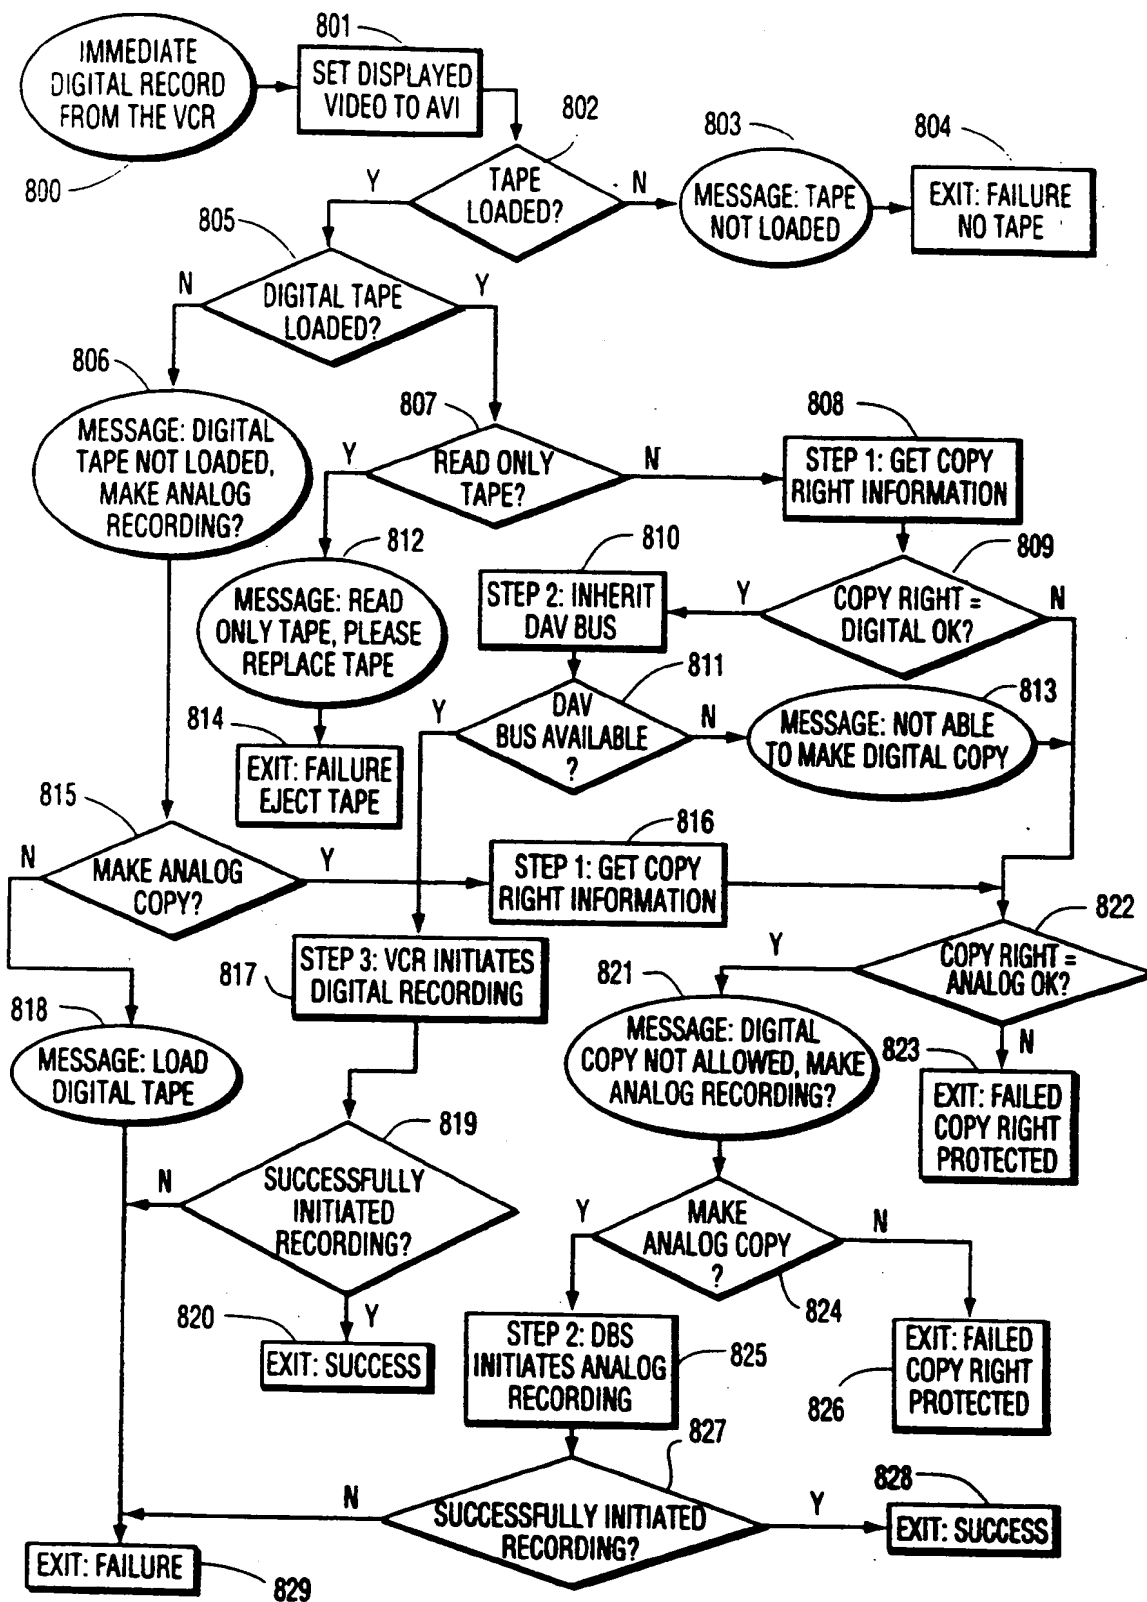 801
IMMEDIATE
DIGITAL RECORD
FROM THE VCR
SET DISPLAYED
VIDEO TO AVI
802
803
804
800
Y
TAPE
LOADED?
N
MESSAGE: TAPE
NOT LOADED
EXIT: FAILURE
NO TAPE
805
N
DIGITAL TAPE
LOADED?
Y
806
MESSAGE: DIGITAL
TAPE NOT LOADED,
MAKE ANALOG
RECORDING?
807
Y
READ ONLY
TAPE?
N
808
STEP 1: GET COPY
RIGHT INFORMATION
812
MESSAGE: READ
ONLY TAPE, PLEASE
REPLACE TAPE
810
STEP 2: INHERIT
DAV BUS
809
Y
COPY RIGHT =
DIGITAL OK?
N
811
Y
DAV
BUS AVAILABLE
?
N
813
MESSAGE: NOT ABLE
TO MAKE DIGITAL COPY
814
EXIT: FAILURE
EJECT TAPE
815
N
MAKE ANALOG
COPY?
Y
816
STEP 1: GET COPY
RIGHT INFORMATION
822
Y
COPY RIGHT =
ANALOG OK?
N
817
STEP 3: VCR INITIATES
DIGITAL RECORDING
821
MESSAGE: DIGITAL
COPY NOT ALLOWED, MAKE
ANALOG RECORDING?
823
EXIT: FAILED
COPY RIGHT
PROTECTED
818
MESSAGE: LOAD
DIGITAL TAPE
819
N
SUCCESSFULLY
INITIATED
RECORDING?
Y
820
EXIT: SUCCESS
Y
MAKE
ANALOG COPY
?
N
824
STEP 2: DBS
INITIATES ANALOG
RECORDING
825
EXIT: FAILED
COPY RIGHT
PROTECTED
826
827
N
SUCCESSFULLY INITIATED
RECORDING?
Y
828
EXIT: SUCCESS
EXIT: FAILURE
829